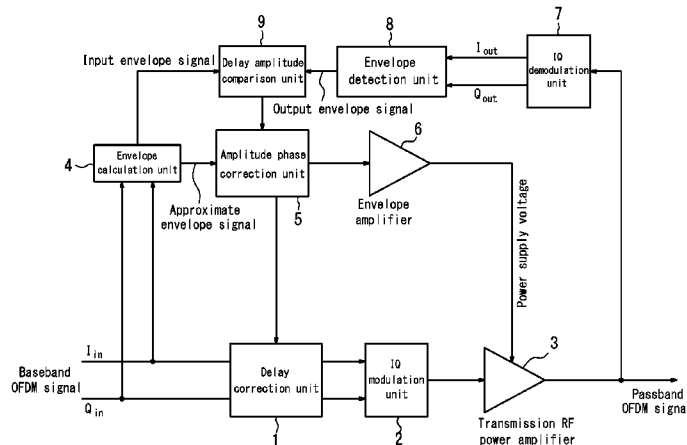 9
8
7
Input envelope signal
Delay amplitude
comparison unit
Envelope
detection unit
I out
Q out
IQ
demodulation
unit
Output envelope signal
6
4
Envelope
calculation unit
Amplitude phase
correction unit
5
Approximate
envelope signal
Envelope
amplifier
Power supply voltage
I in
Baseband
OFDM signal
Q in
Delay
correction unit
1
IQ
modulation
unit
2
3
Transmission RF
power amplifier
Passband
OFDM signa